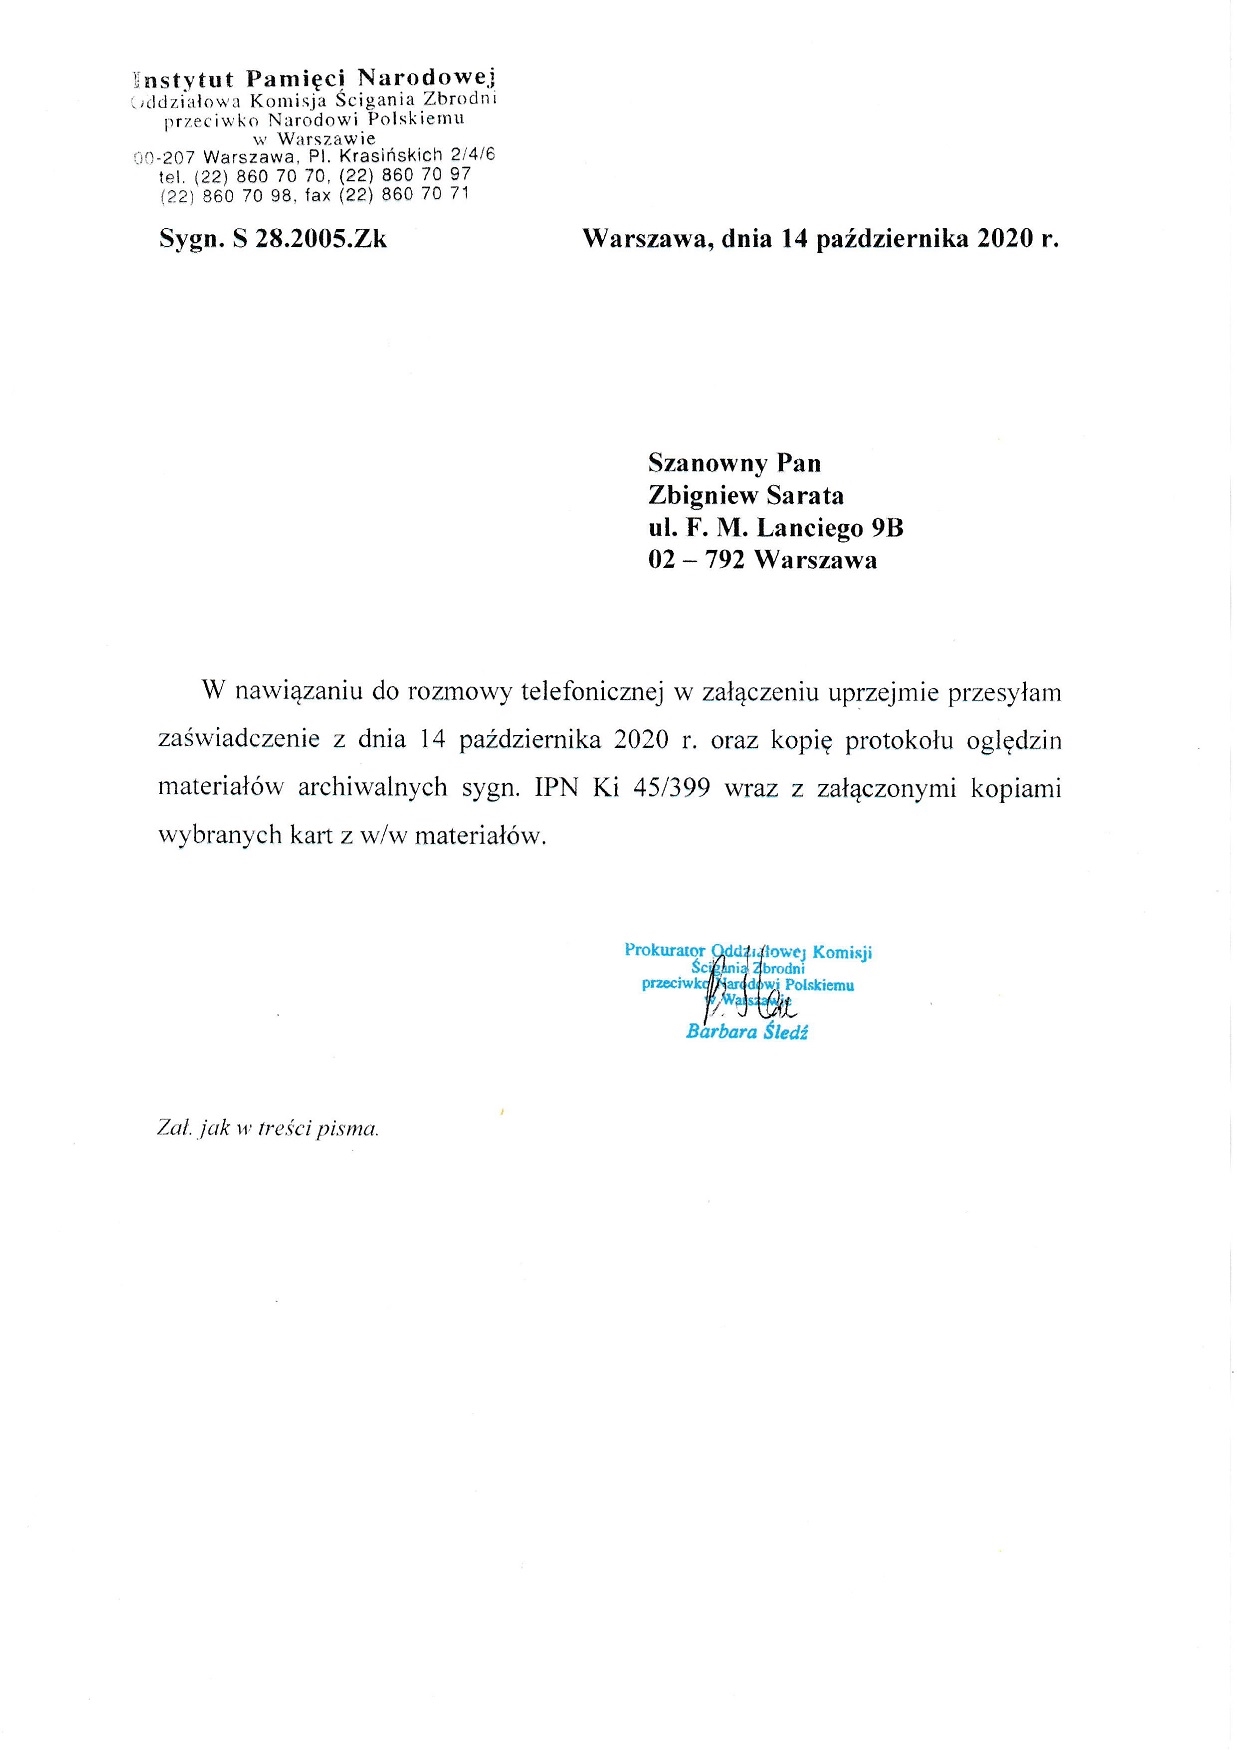 Instytut Pamięci Narodowej
Oddziałowa Komisja Ścigania Zbrodni
przeciwko Narodowi Polskiemu
w Warszawie
00-207 Warszawa, Pl. Krasińskich 2/4/6
tel. (22) 860 70 70, (22) 860 70 97
(22) 860 70 98, fax (22) 860 70 71
Sygn. S 28.2005.Zk Warszawa, dnia 14 października 2020 r.
Szanowny Pan
Zbigniew Sarata
ul. F. M. Lanciego 9B
02 – 792 Warszawa
W nawiązaniu do rozmowy telefonicznej w załączeniu uprzejmie przesyłam
zaświadczenie z dnia 14 października 2020 r. oraz kopię protokołu oględzin
materiałów archiwalnych sygn. IPN Ki 45/399 wraz z załączonymi kopiami
wybranych kart z w/w materiałów.
Prokurator Oddziałowej Komisji
Ścigania Zbrodni
przeciwko Narodowi Polskiemu
w Warszawie
Barbara Śledź
Zał. jak w treści pisma.